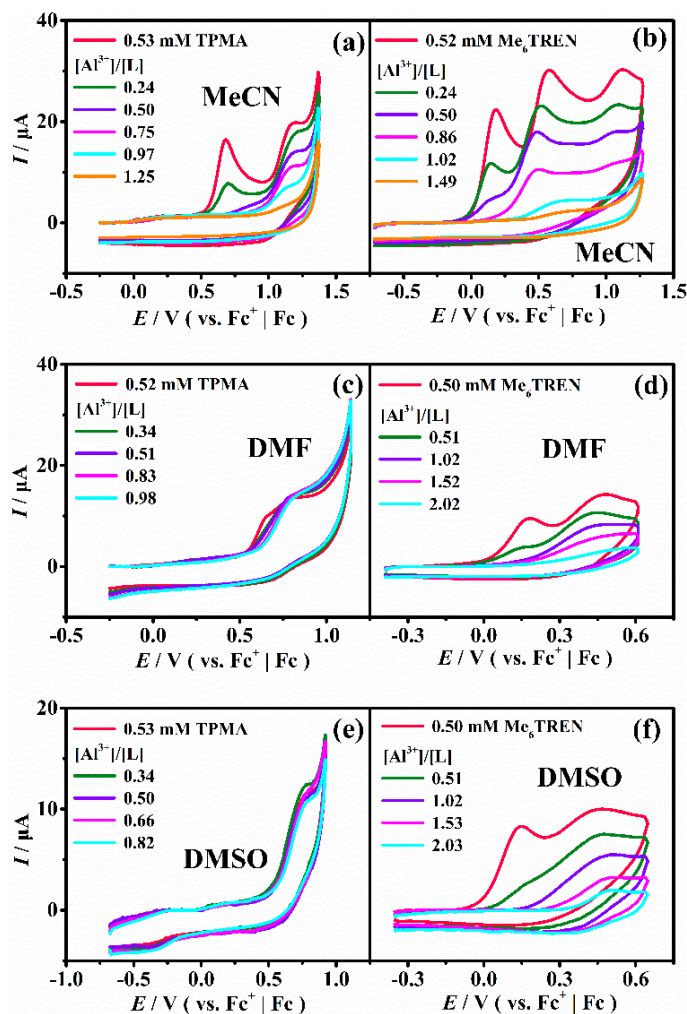 (a)
0.53 mM TPMA
[Al³⁺]/[L]
0.24
0.50
0.75
0.97
1.25
MeCN
I / µA
40
20
0
-0.5 0.0 0.5 1.0 1.5
E / V ( vs. Fc⁺ | Fc )
(b)
0.52 mM Me₆TREN
[Al³⁺]/[L]
0.24
0.50
0.86
1.02
1.49
MeCN
-0.5 0.0 0.5 1.0 1.5
E / V ( vs. Fc⁺ | Fc )
(c)
0.52 mM TPMA
[Al³⁺]/[L]
0.34
0.51
0.83
0.98
DMF
I / µA
40
20
0
-0.5 0.0 0.5 1.0
E / V ( vs. Fc⁺ | Fc )
(d)
0.50 mM Me₆TREN
[Al³⁺]/[L]
0.51
1.02
1.52
2.02
DMF
-0.3 0.0 0.3 0.6
E / V ( vs. Fc⁺ | Fc )
(e)
0.53 mM TPMA
[Al³⁺]/[L]
0.34
0.50
0.66
0.82
DMSO
I / µA
20
10
0
-1.0 -0.5 0.0 0.5 1.0
E / V ( vs. Fc⁺ | Fc )
(f)
0.50 mM Me₆TREN
[Al³⁺]/[L]
0.51
1.02
1.53
2.03
DMSO
-0.3 0.0 0.3 0.6
E / V ( vs. Fc⁺ | Fc )